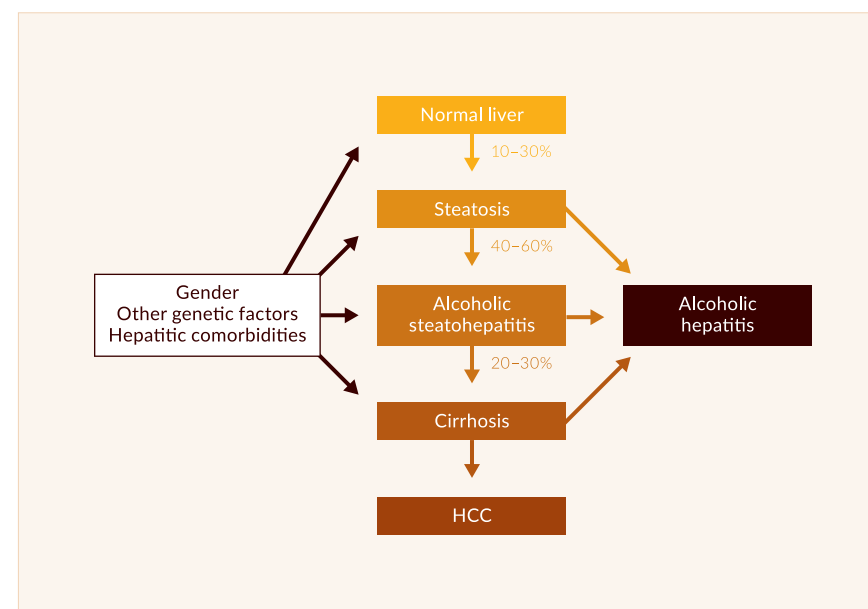 Normal liver
10–30%
Steatosis
40–60%
Gender
Other genetic factors
Hepatitic comorbidities
Alcoholic
steatohepatitis
Alcoholic
hepatitis
20–30%
Cirrhosis
HCC